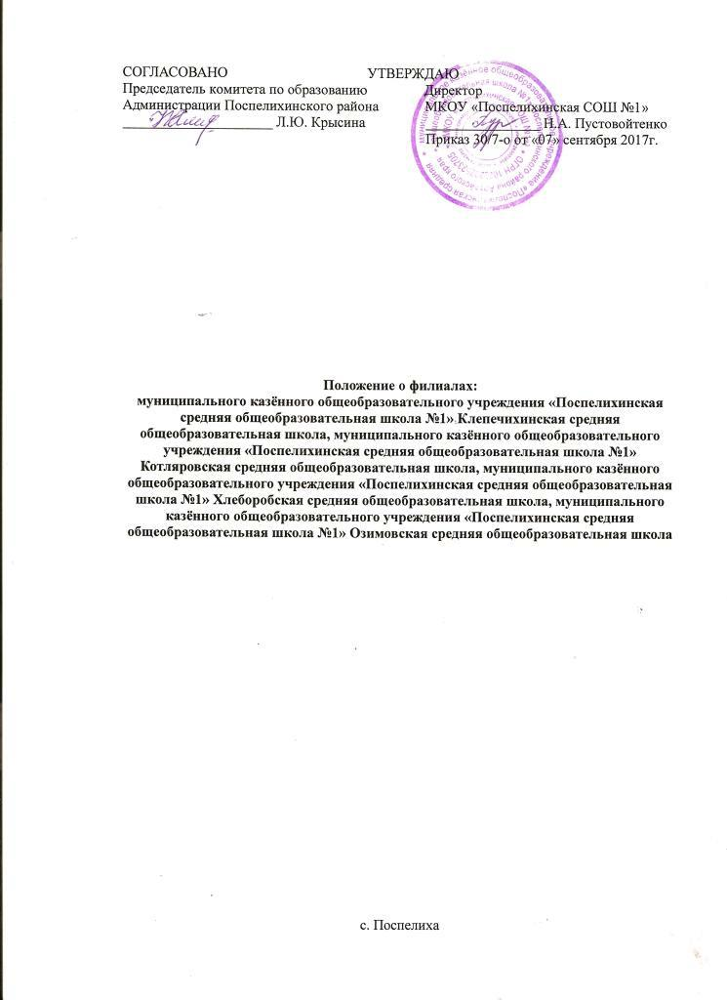 СОГЛАСОВАНО УТВЕРЖДАЮ
Председатель комитета по образованию Директор
Администрации Поспелихинского района МКОУ «Поспелихинская СОШ №1»
Л.Ю. Крысина Н.А. Пустовойтенко
Приказ 30/7-о от «07» сентября 2017г.
Положение о филиалах:
муниципального казённого общеобразовательного учреждения «Поспелихинская
средняя общеобразовательная школа №1» Клепечихинская средняя
общеобразовательная школа, муниципального казённого общеобразовательного
учреждения «Поспелихинская средняя общеобразовательная школа №1»
Котляровская средняя общеобразовательная школа, муниципального казённого
общеобразовательного учреждения «Поспелихинская средняя общеобразовательная
школа №1» Хлеборобская средняя общеобразовательная школа, муниципального
казённого общеобразовательного учреждения «Поспелихинская средняя
общеобразовательная школа №1» Озимовская средняя общеобразовательная школа
с. Поспелиха